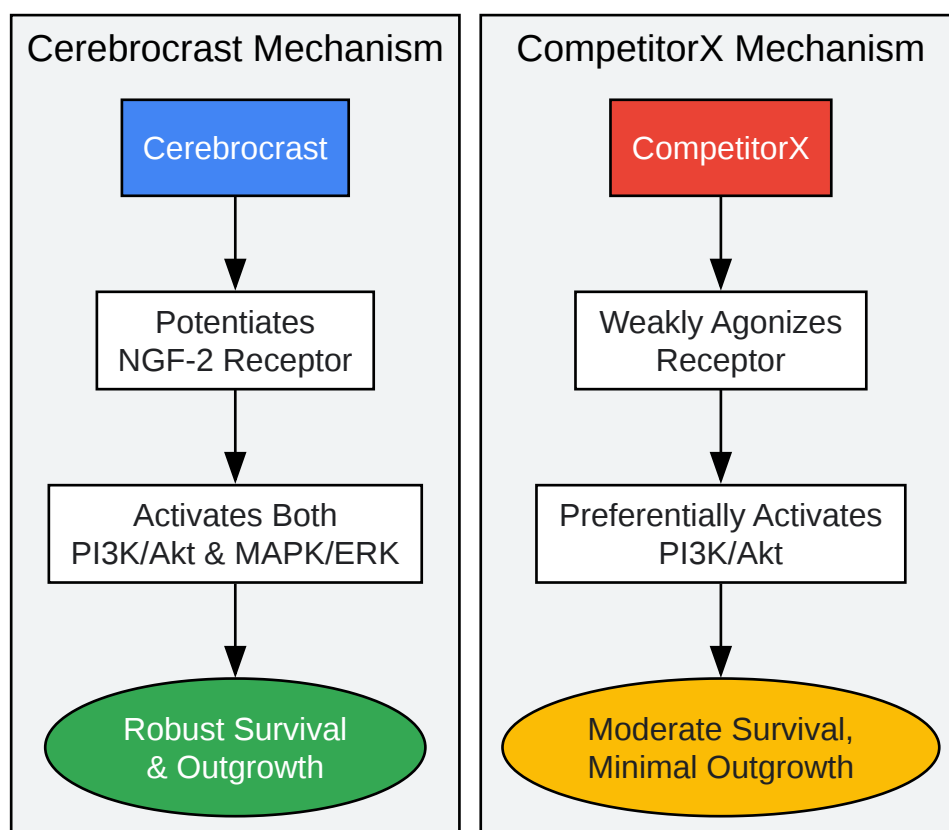 Cerebrocrast Mechanism
Cerebrocrast
Potentiates
NGF-2 Receptor
Activates Both
PI3K/Akt & MAPK/ERK
Robust Survival
& Outgrowth
CompetitorX Mechanism
CompetitorX
Weakly Agonizes
Receptor
Preferentially Activates
PI3K/Akt
Moderate Survival,
Minimal Outgrowth